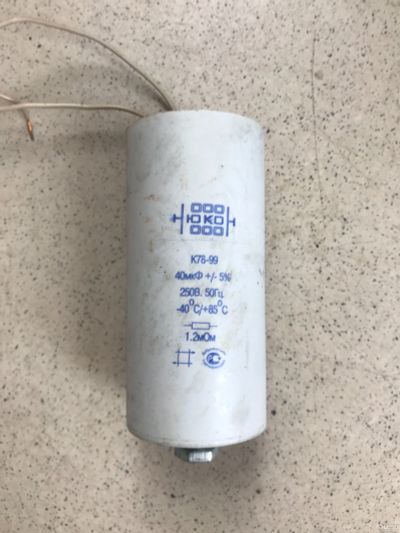 ЮКО
К78-99
40мкФ +/- 5%
250В. 50Гц.
-40°C/+85°C
1.2мОм